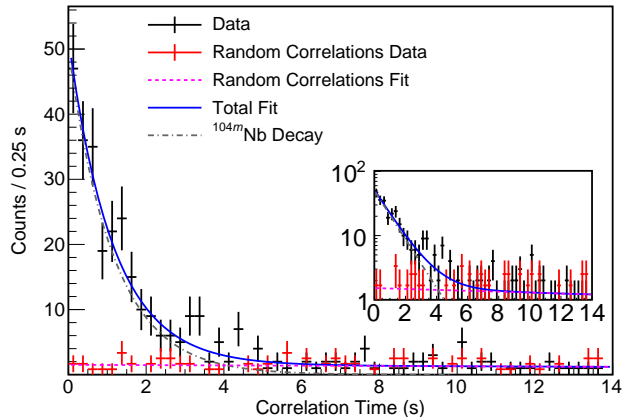 Data
Random Correlations Data
Random Correlations Fit
Total Fit
¹⁰⁴ᵐNb Decay
Counts / 0.25 s
50
40
30
20
10
10²
10
1
0 2 4 6 8 10 12 14
0 2 4 6 8 10 12 14
Correlation Time (s)